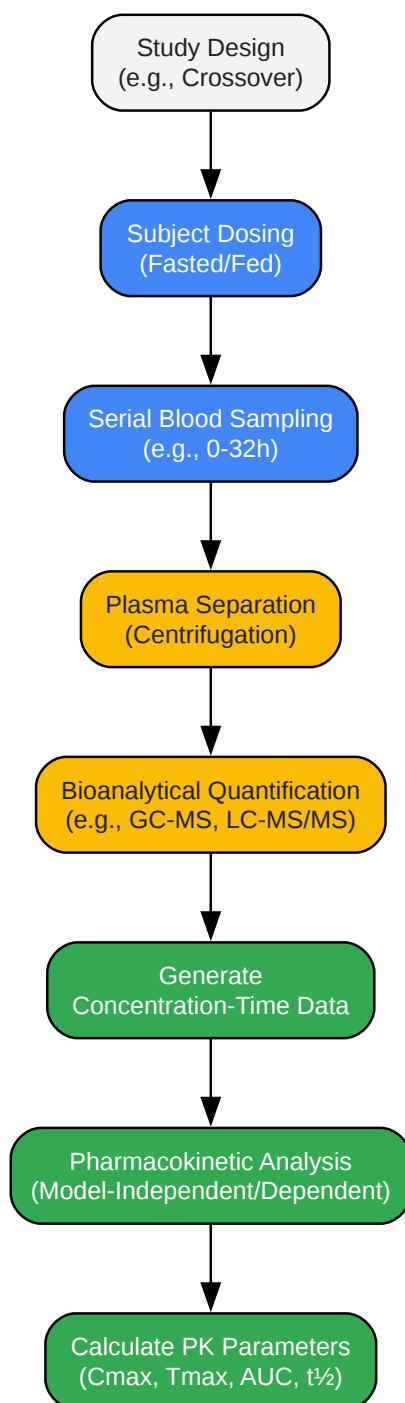 Study Design
(e.g., Crossover)
Subject Dosing
(Fasted/Fed)
Serial Blood Sampling
(e.g., 0-32h)
Plasma Separation
(Centrifugation)
Bioanalytical Quantification
(e.g., GC-MS, LC-MS/MS)
Generate
Concentration-Time Data
Pharmacokinetic Analysis
(Model-Independent/Dependent)
Calculate PK Parameters
(Cmax, Tmax, AUC, t½)